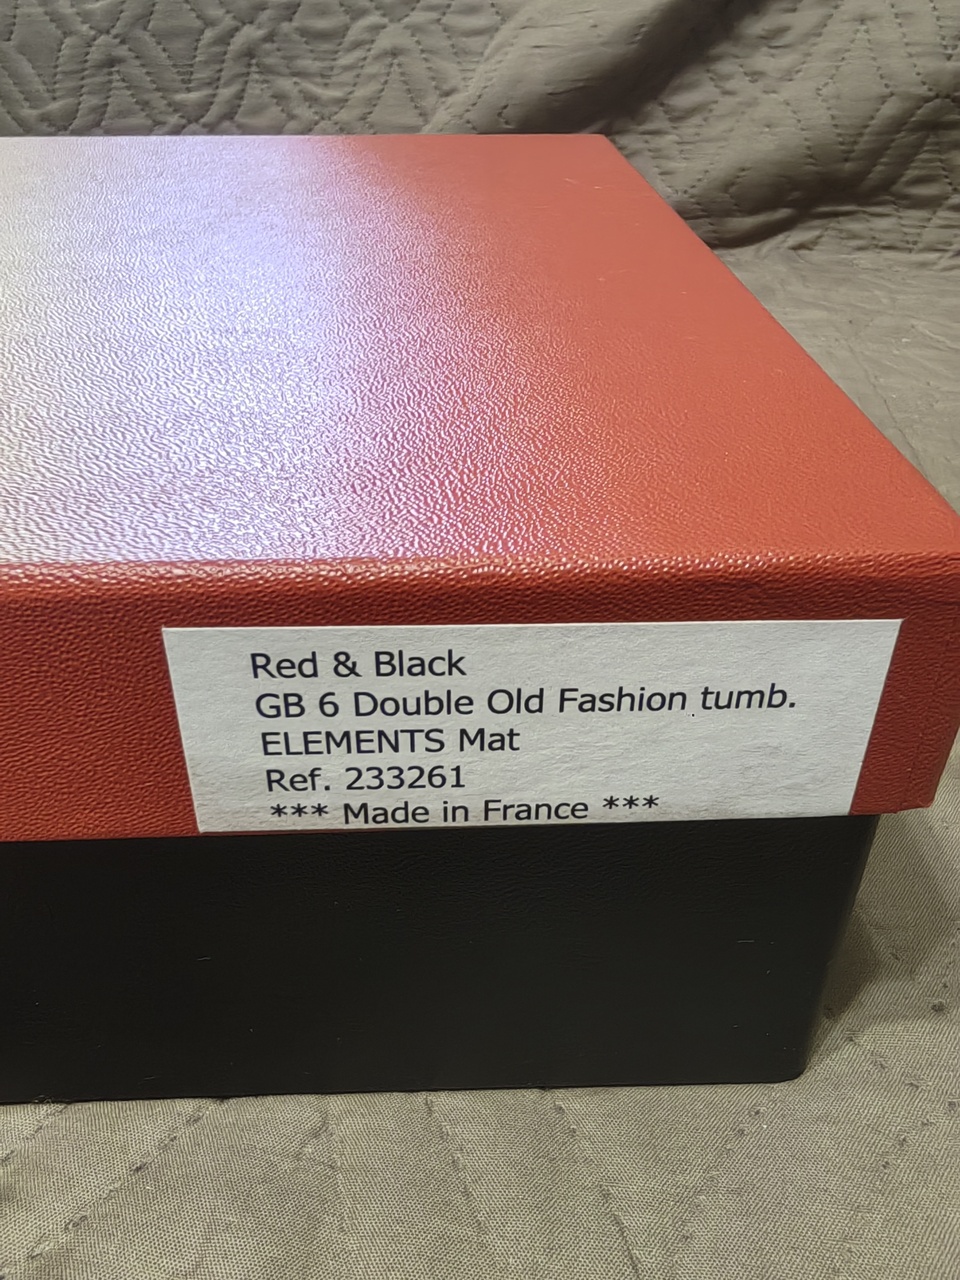 Red & Black
GB 6 Double Old Fashion tumb.
ELEMENTS Mat
Ref. 233261
*** Made in France ***